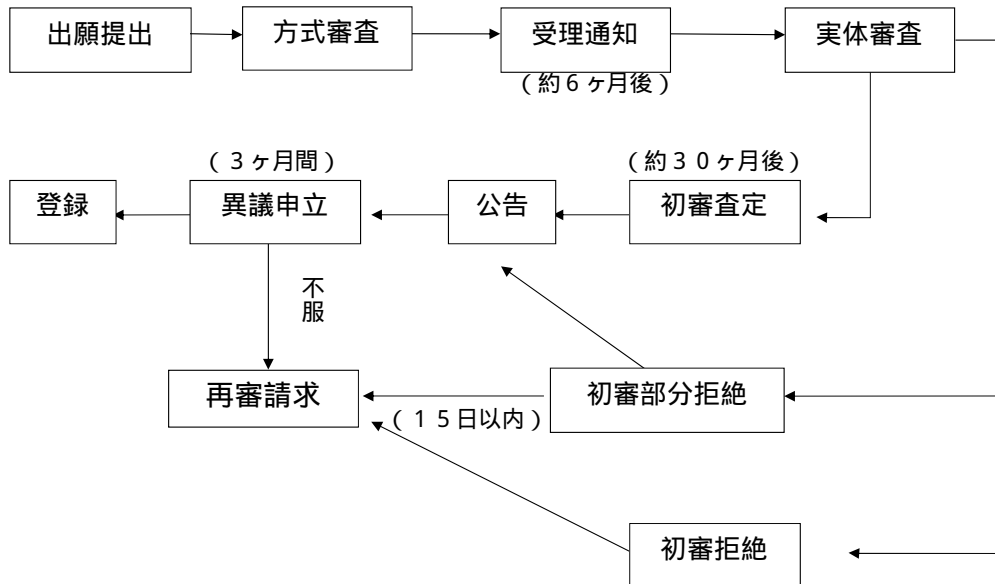 出願提出
方式審査
受理通知
実体審査
（約６ヶ月後）
（３ヶ月間）
（約３０ヶ月後）
登録
異議申立
公告
初審査定
不服
再審請求
初審部分拒絶
（１５日以内）
初審拒絶